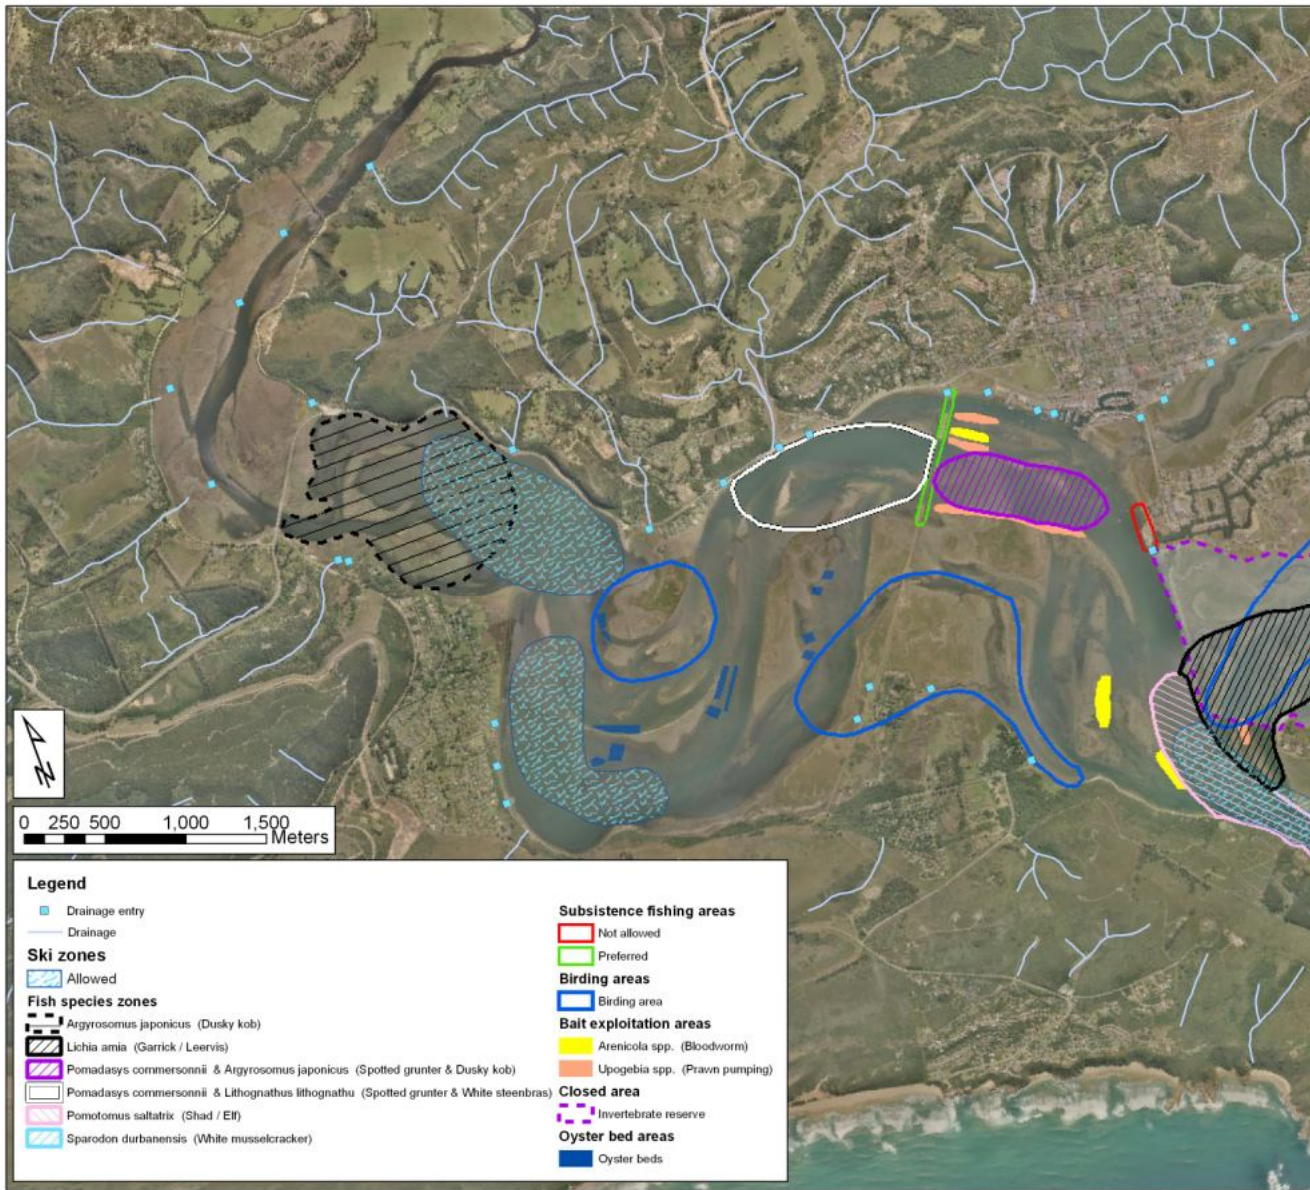 N
0 250 500 1,000 1,500
Meters
Legend
Drainage entry
Drainage
Ski zones
Allowed
Fish species zones
Argyrosomus japonicus (Dusky kob)
Lichia amia (Garrick / Leervis)
Pomadasys commersonnii & Argyrosomus japonicus (Spotted grunter & Dusky kob)
Pomadasys commersonnii & Lithognathus lithognathu (Spotted grunter & White steenbras)
Pomotomus saltatrix (Shad / Elf)
Sparodon durbanensis (White musselcracker)
Subsistence fishing areas
Not allowed
Preferred
Birding areas
Birding area
Bait exploitation areas
Arenicola spp. (Bloodworm)
Upogebia spp. (Prawn pumping)
Closed area
Invertebrate reserve
Oyster bed areas
Oyster beds